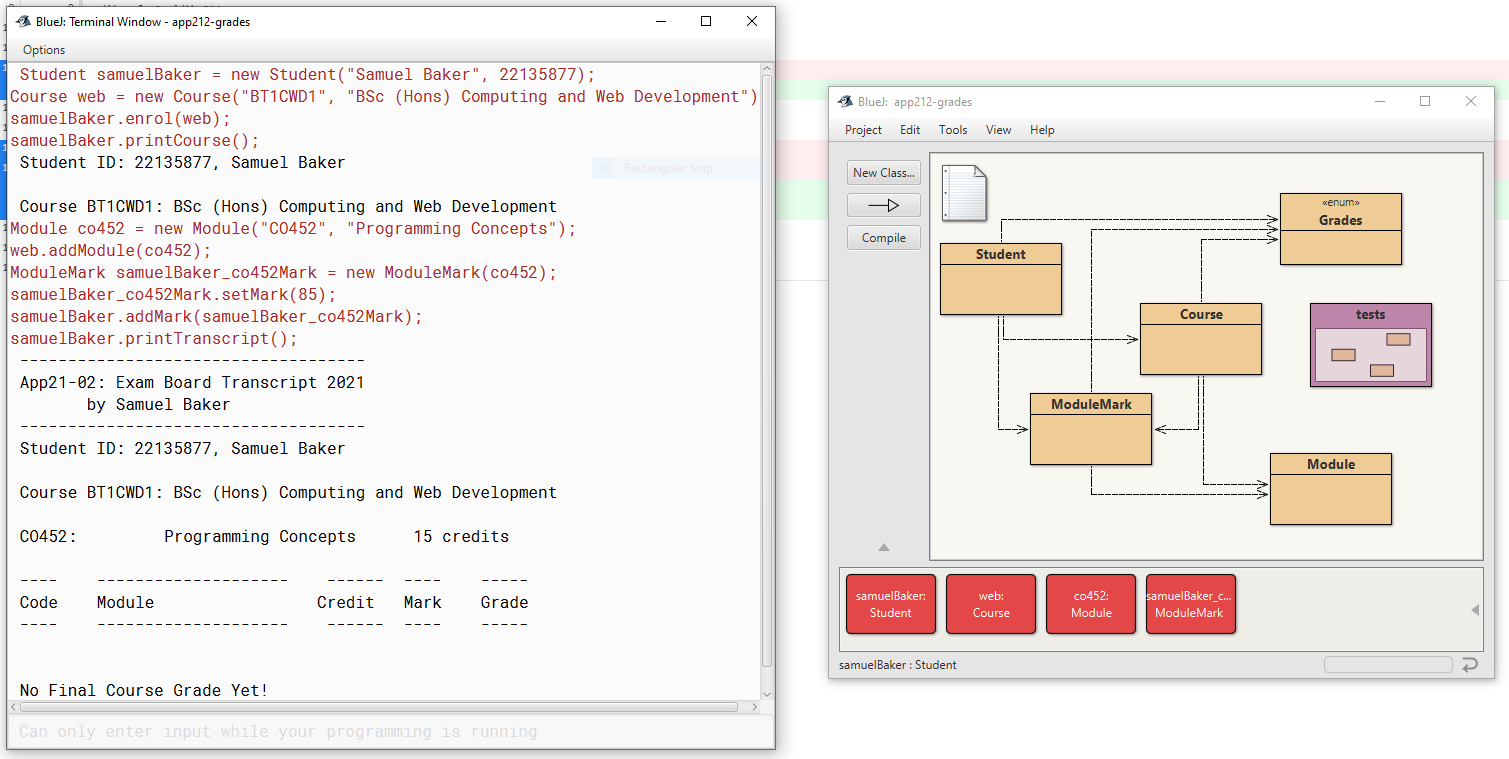 BlueJ: Terminal Window - app212-grades
Options
Student samuelBaker = new Student("Samuel Baker", 22135877);
Course web = new Course("BT1CWD1", "BSc (Hons) Computing and Web Development")
samuelBaker.enrol(web);
samuelBaker.printCourse();
Student ID: 22135877, Samuel Baker
Rectangular Snip
Course BT1CWD1: BSc (Hons) Computing and Web Development
Module co452 = new Module("CO452", "Programming Concepts");
web.addModule(co452);
ModuleMark samuelBaker_co452Mark = new ModuleMark(co452);
samuelBaker_co452Mark.setMark(85);
samuelBaker.addMark(samuelBaker_co452Mark);
samuelBaker.printTranscript();
------------------------------------
App21-02: Exam Board Transcript 2021
by Samuel Baker
------------------------------------
Student ID: 22135877, Samuel Baker
Course BT1CWD1: BSc (Hons) Computing and Web Development
CO452: Programming Concepts 15 credits
---- -------------------- ------ ---- -----
Code Module Credit Mark Grade
---- -------------------- ------ ---- -----
No Final Course Grade Yet!
Can only enter input while your programming is running
BlueJ: app212-grades
Project Edit Tools View Help
New Class...
Compile
«enum»
Grades
Student
Course
tests
ModuleMark
Module
samuelBaker:
Student
web:
Course
co452:
Module
samuelBaker_c...
ModuleMark
samuelBaker : Student